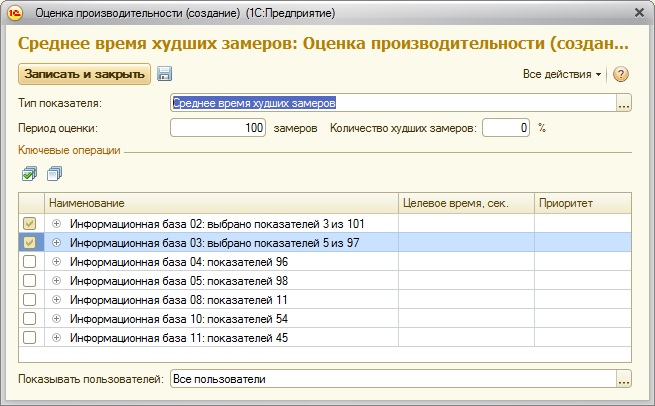 Оценка производительности (создание) (1С:Предприятие)
Среднее время худших замеров: Оценка производительности (создан...
Записать и закрыть Все действия ?
Тип показателя: Среднее время худших замеров ...
Период оценки: 100 замеров Количество худших замеров: 0 %
Ключевые операции
Наименование Целевое время, сек. Приоритет
Информационная база 02: выбрано показателей 3 из 101
Информационная база 03: выбрано показателей 5 из 97
Информационная база 04: показателей 96
Информационная база 05: показателей 98
Информационная база 08: показателей 11
Информационная база 10: показателей 54
Информационная база 11: показателей 45
Показывать пользователей: Все пользователи ...